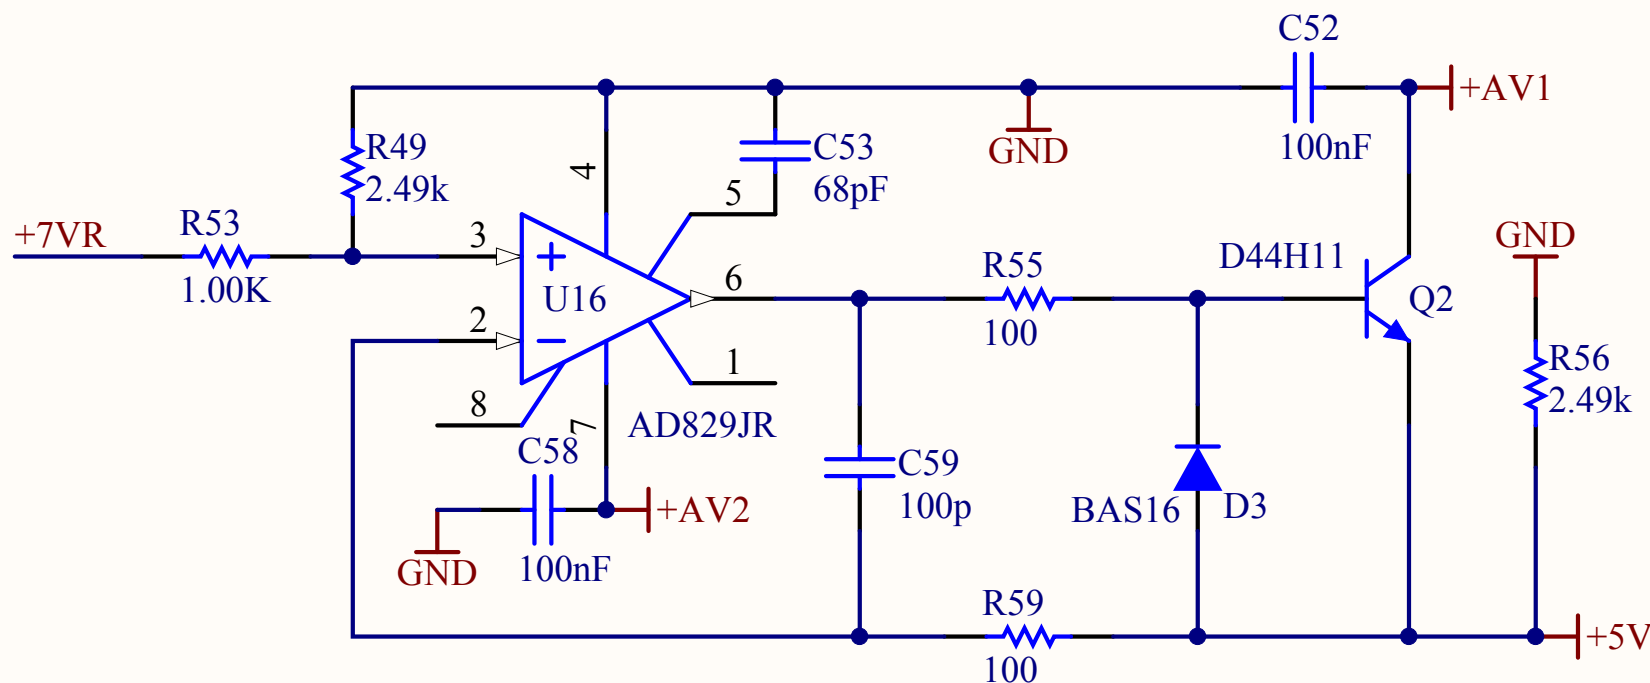 C52
+AV1
100nF
GND
R49
2.49k
4
C53
68pF
5
+7VR
R53
1.00K
3
+
U16
6
R55
100
D44H11
Q2
GND
2
1
8
7
AD829JR
R56
2.49k
C58
100nF
+AV2
GND
C59
100p
BAS16
D3
R59
100
+5V